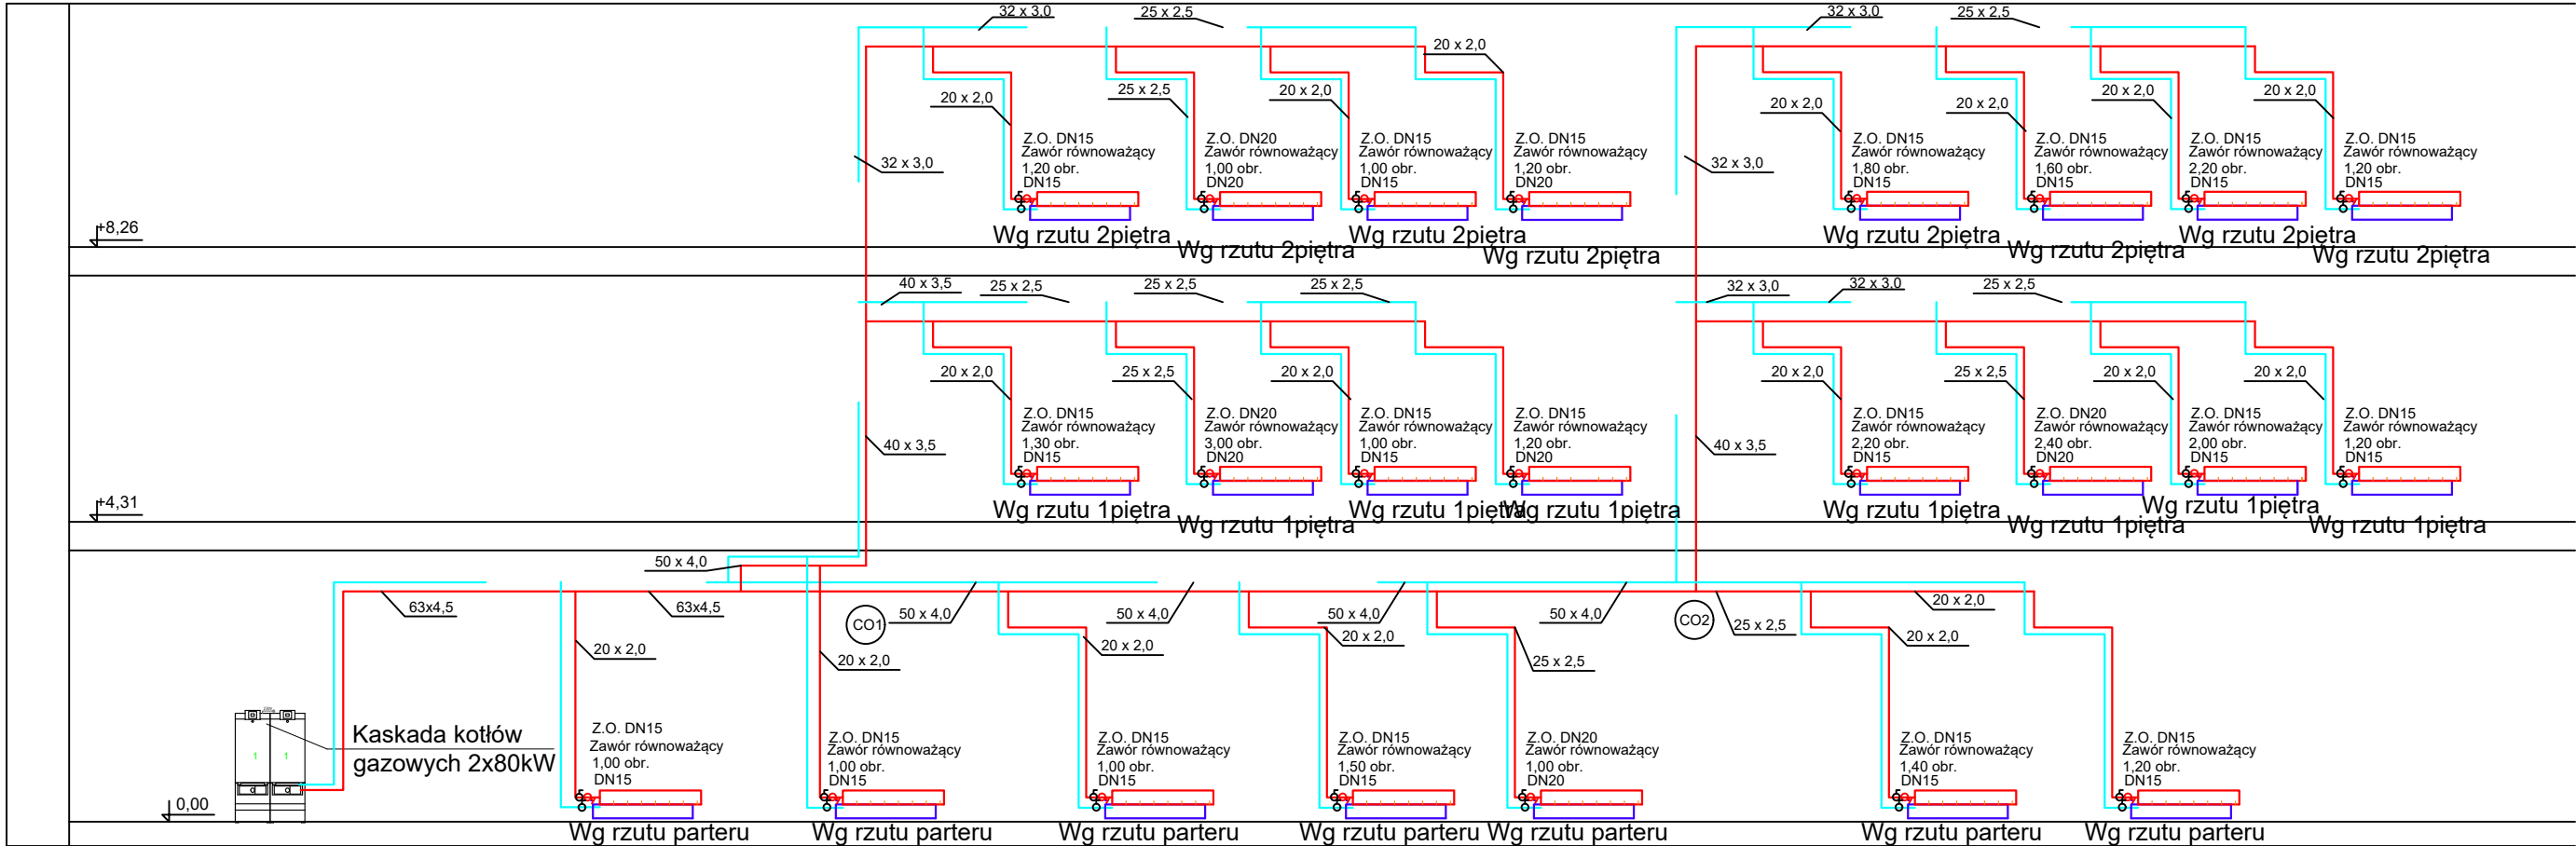 32 x 3,0
25 x 2,5
32 x 3,0
25 x 2,5
20 x 2,0
20 x 2,0
25 x 2,5
20 x 2,0
20 x 2,0
20 x 2,0
20 x 2,0
20 x 2,0
32 x 3,0
32 x 3,0
Z.O. DN15
Zawór równoważący
1,20 obr.
DN15
Z.O. DN20
Zawór równoważący
1,00 obr.
DN20
Z.O. DN15
Zawór równoważący
1,00 obr.
DN15
Z.O. DN15
Zawór równoważący
1,20 obr.
DN20
Z.O. DN15
Zawór równoważący
1,80 obr.
DN15
Z.O. DN15
Zawór równoważący
1,60 obr.
DN15
Z.O. DN15
Zawór równoważący
2,20 obr.
DN15
Z.O. DN15
Zawór równoważący
1,20 obr.
DN15
+8,26
Wg rzutu 2piętra
Wg rzutu 2piętra
Wg rzutu 2piętra
Wg rzutu 2piętra
Wg rzutu 2piętra
Wg rzutu 2piętra
Wg rzutu 2piętra
Wg rzutu 2piętra
40 x 3,5
25 x 2,5
25 x 2,5
25 x 2,5
32 x 3,0
32 x 3,0
25 x 2,5
20 x 2,0
25 x 2,5
20 x 2,0
20 x 2,0
25 x 2,5
20 x 2,0
20 x 2,0
40 x 3,5
40 x 3,5
Z.O. DN15
Zawór równoważący
1,30 obr.
DN15
Z.O. DN20
Zawór równoważący
3,00 obr.
DN20
Z.O. DN15
Zawór równoważący
1,00 obr.
DN15
Z.O. DN15
Zawór równoważący
1,20 obr.
DN20
Z.O. DN15
Zawór równoważący
2,20 obr.
DN15
Z.O. DN20
Zawór równoważący
2,40 obr.
DN20
Z.O. DN15
Zawór równoważący
2,00 obr.
DN15
Z.O. DN15
Zawór równoważący
1,20 obr.
DN15
+4,31
Wg rzutu 1piętra
Wg rzutu 1piętra
Wg rzutu 1piętra
Wg rzutu 1piętra
Wg rzutu 1piętra
Wg rzutu 1piętra
Wg rzutu 1piętra
Wg rzutu 1piętra
50 x 4,0
63x4,5
63x4,5
CO1
50 x 4,0
50 x 4,0
50 x 4,0
50 x 4,0
CO2
25 x 2,5
20 x 2,0
20 x 2,0
20 x 2,0
20 x 2,0
20 x 2,0
25 x 2,5
20 x 2,0
Kaskada kotłów
gazowych 2x80kW
1
1
Z.O. DN15
Zawór równoważący
1,00 obr.
DN15
Z.O. DN15
Zawór równoważący
1,00 obr.
DN15
Z.O. DN15
Zawór równoważący
1,00 obr.
DN15
Z.O. DN15
Zawór równoważący
1,50 obr.
DN15
Z.O. DN20
Zawór równoważący
1,00 obr.
DN20
Z.O. DN15
Zawór równoważący
1,40 obr.
DN15
Z.O. DN15
Zawór równoważący
1,20 obr.
DN15
0,00
Wg rzutu parteru
Wg rzutu parteru
Wg rzutu parteru
Wg rzutu parteru
Wg rzutu parteru
Wg rzutu parteru
Wg rzutu parteru